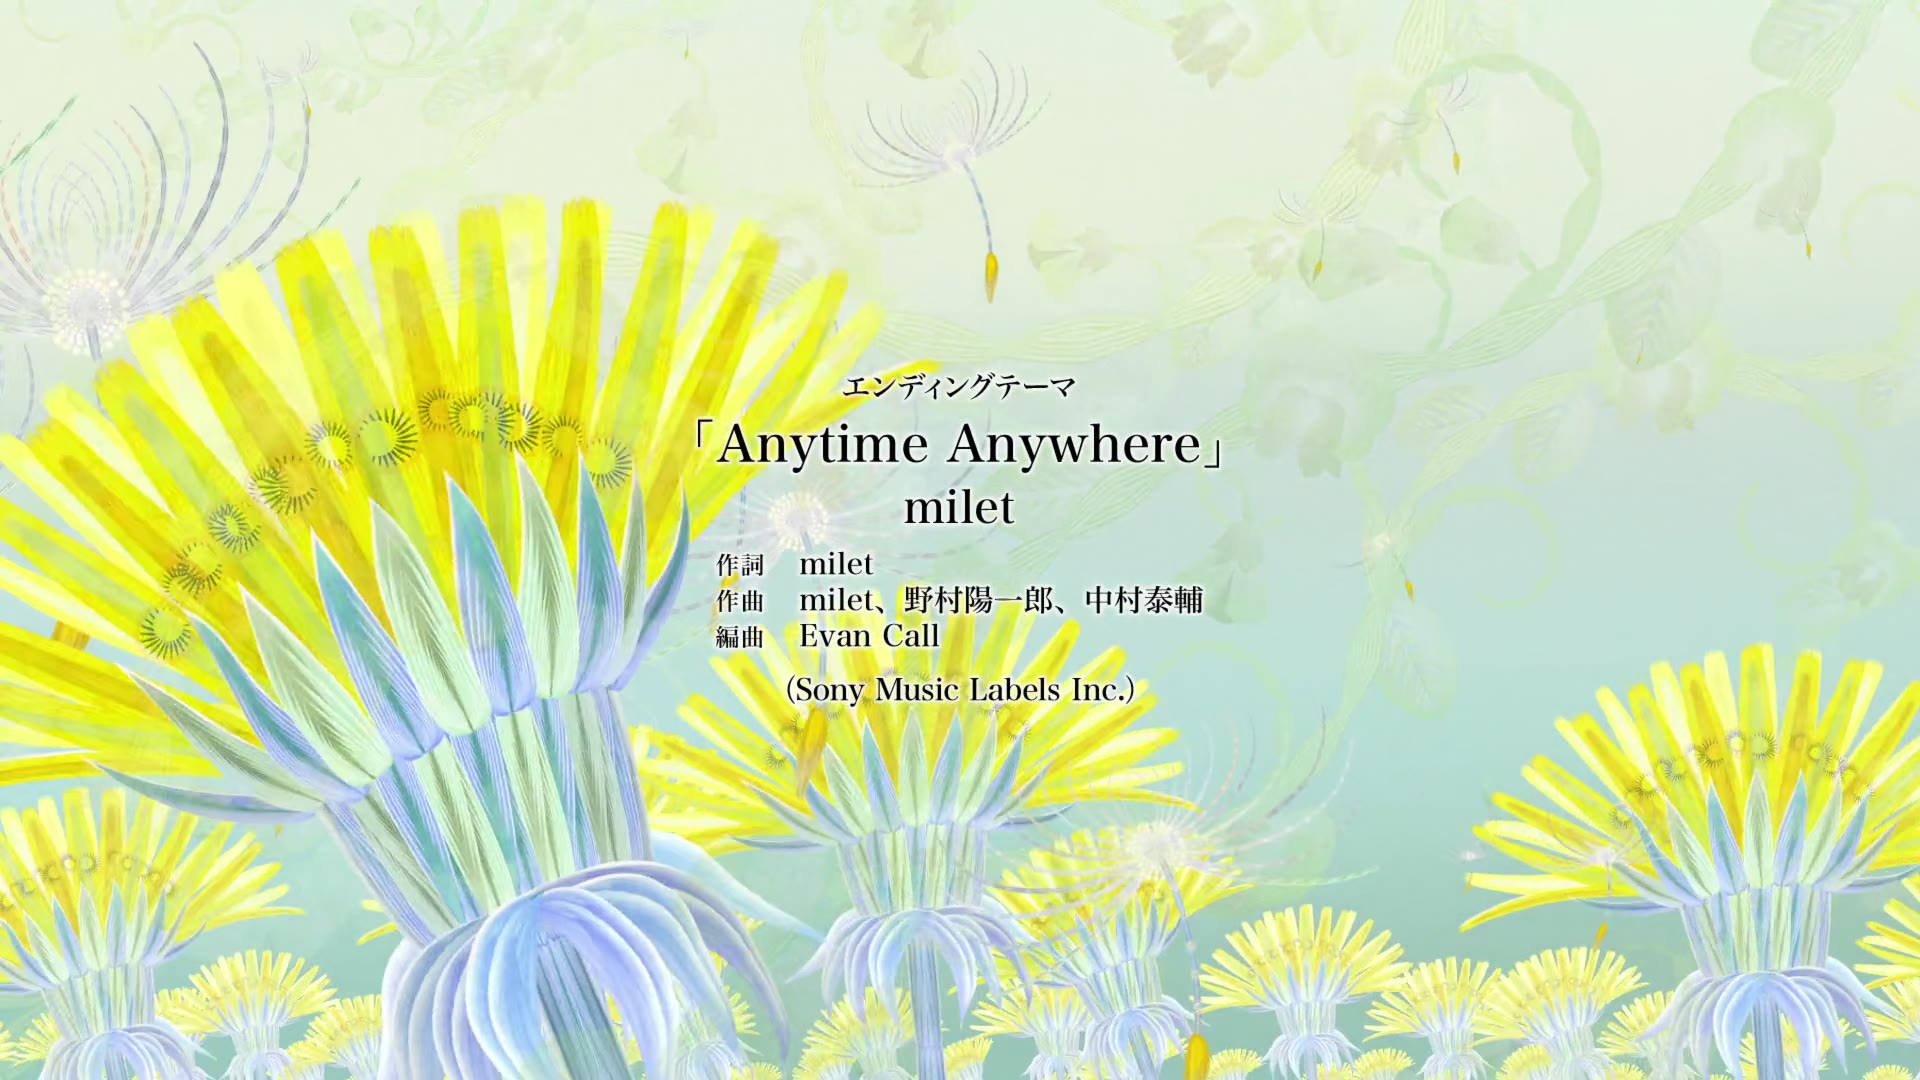 エンディングテーマ
「Anytime Anywhere」
milet
作詞 milet
作曲 milet、野村陽一郎、中村泰輔
編曲 Evan Call
(Sony Music Labels Inc.)